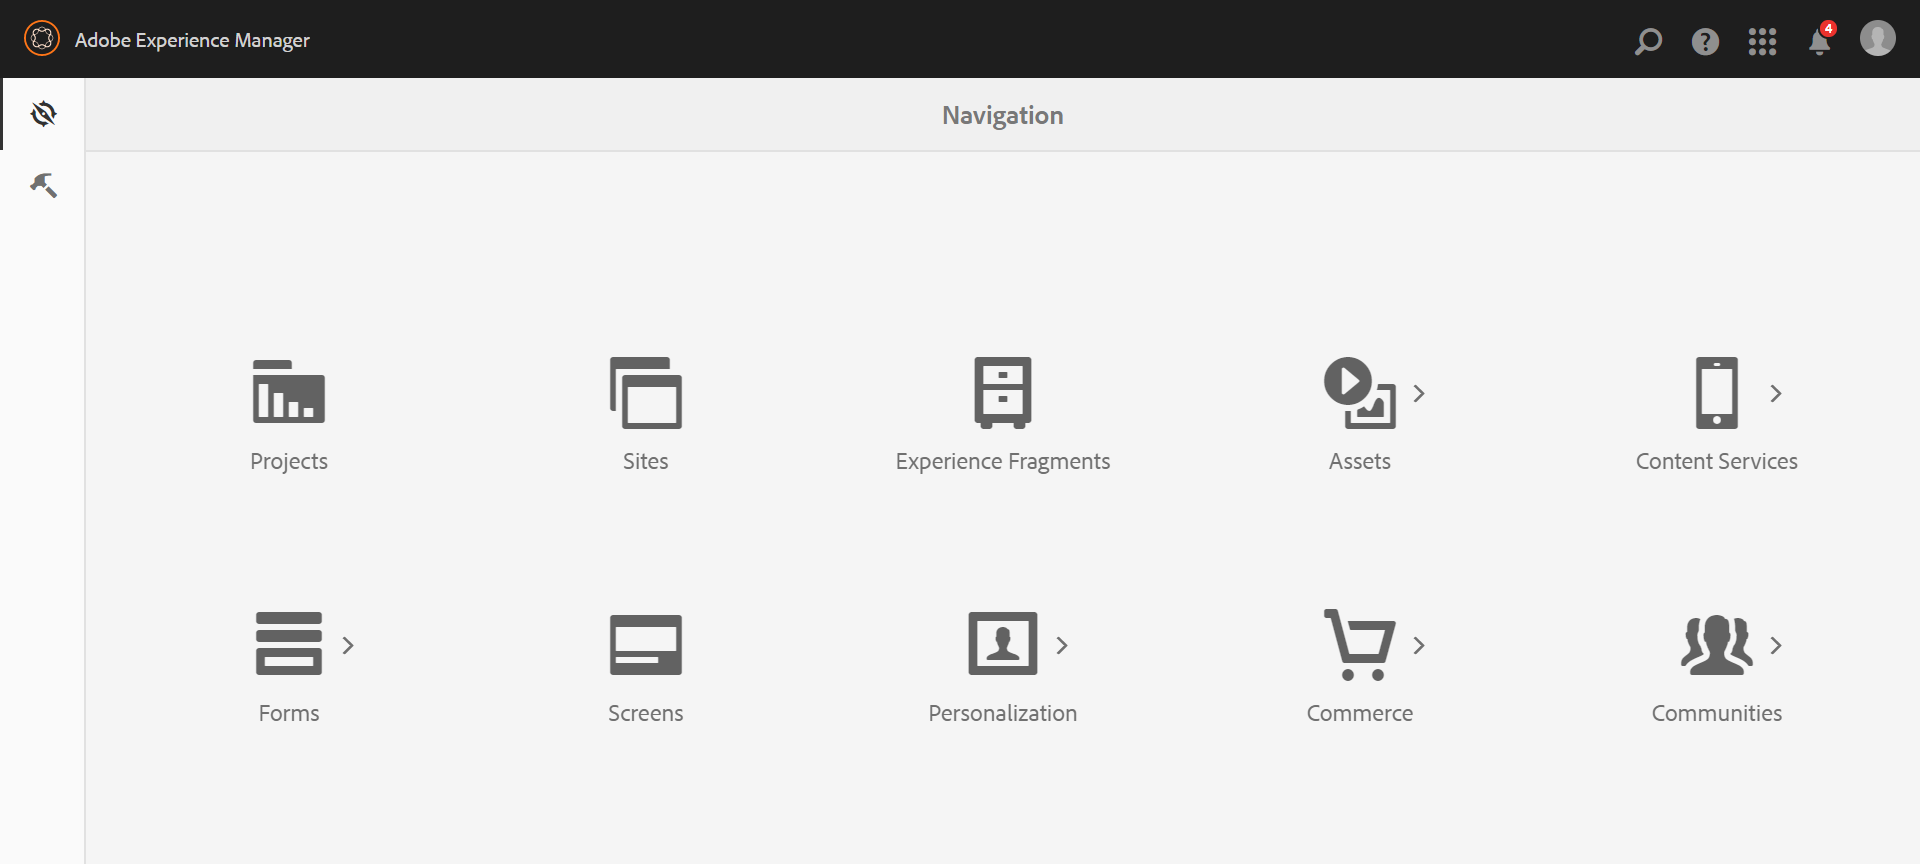 Adobe Experience Manager
4
Navigation
Projects
Sites
Experience Fragments
Assets
Content Services
Forms
Screens
Personalization
Commerce
Communities